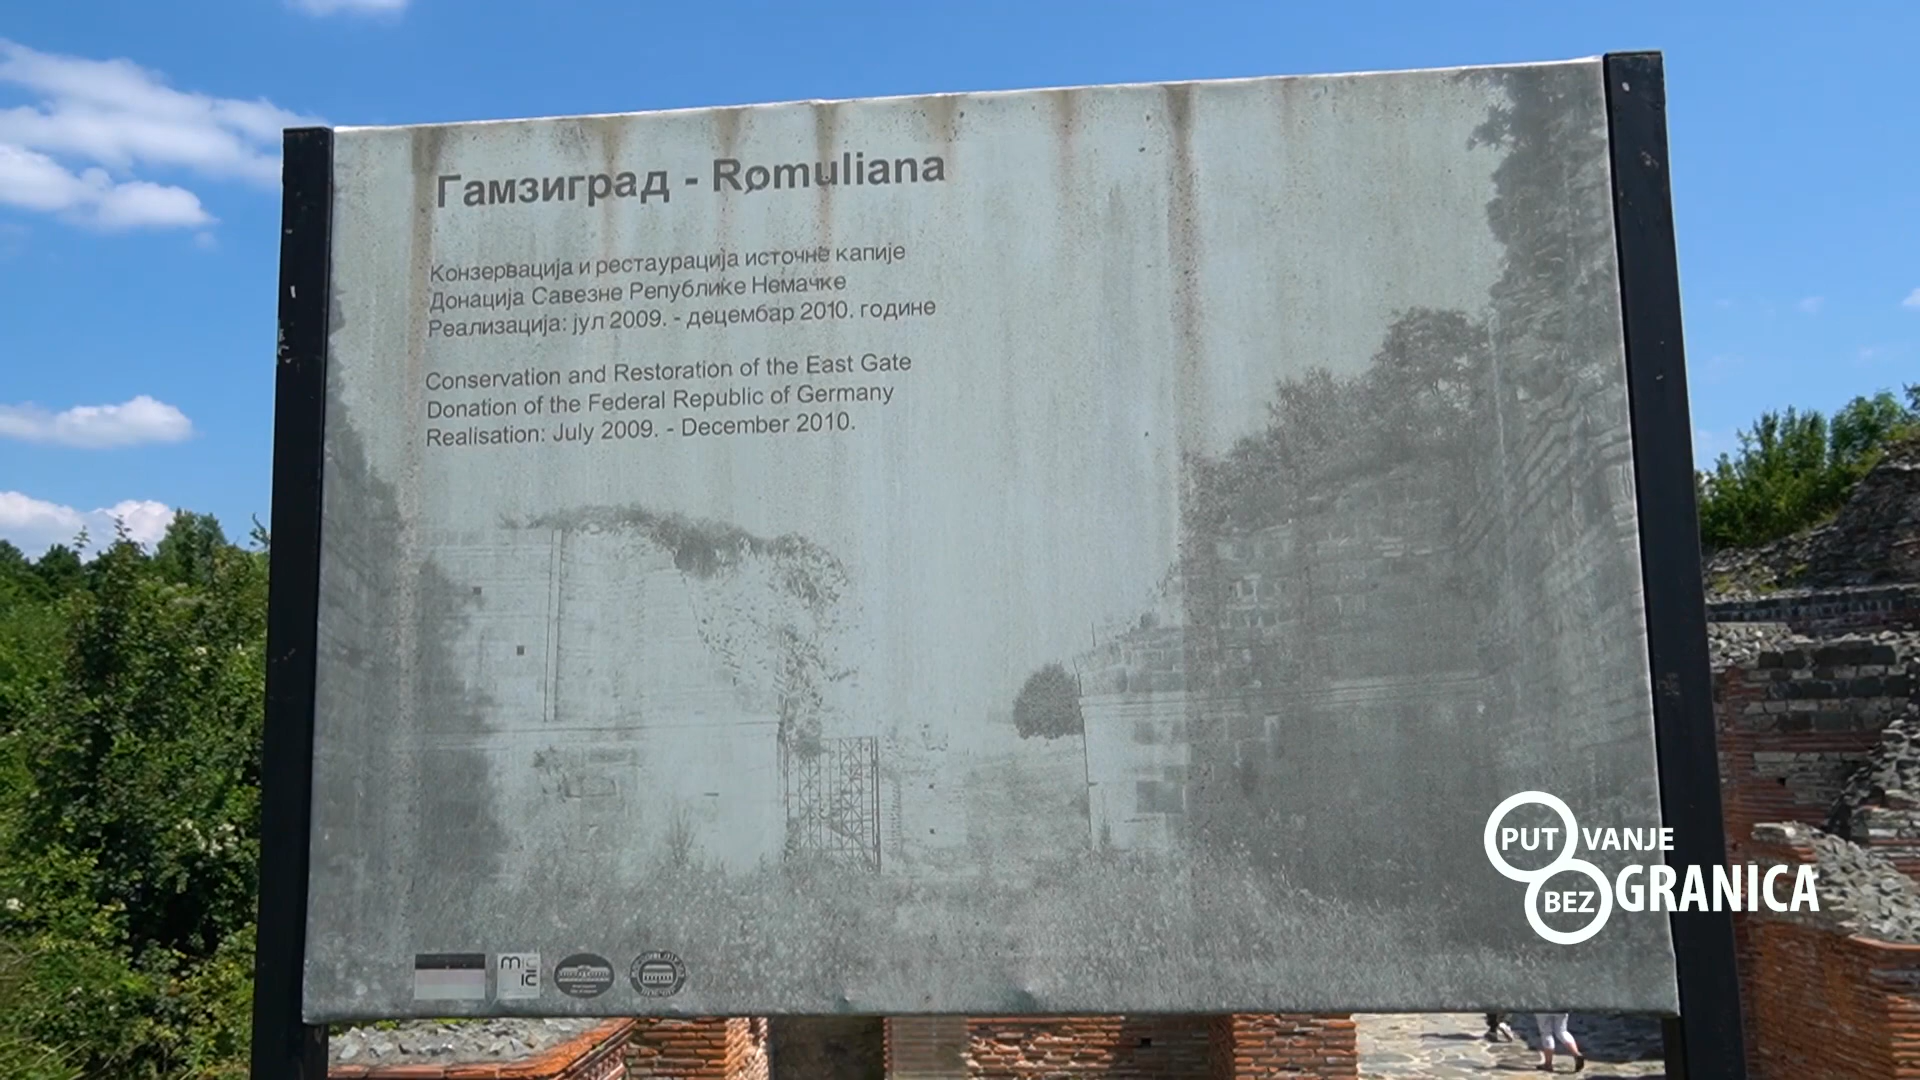 Гамзиград - Romuliana
Конзервација и рестаурација источне капије
Донација Савезне Републике Немачке
Реализација: јул 2009. - децембар 2010. године
Conservation and Restoration of the East Gate
Donation of the Federal Republic of Germany
Realisation: July 2009. - December 2010.
PUT VANJE
BEZ GRANICA